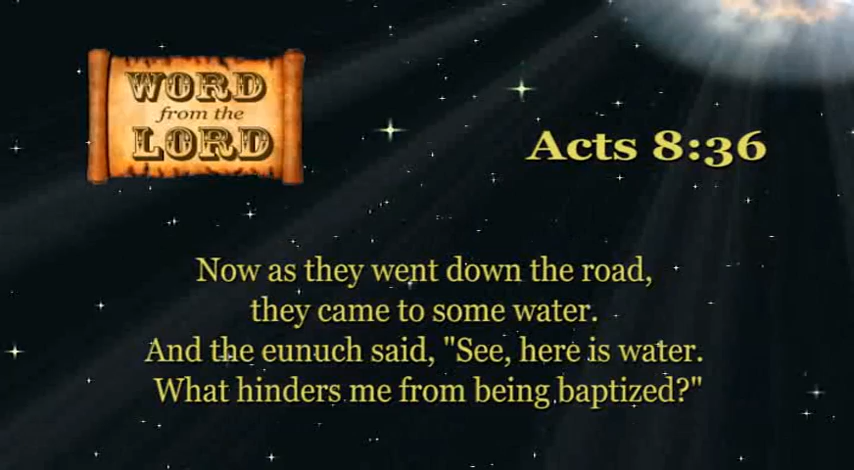 WORD
from the
LORD
Acts 8:36
Now as they went down the road,
they came to some water.
And the eunuch said, "See, here is water.
What hinders me from being baptized?"